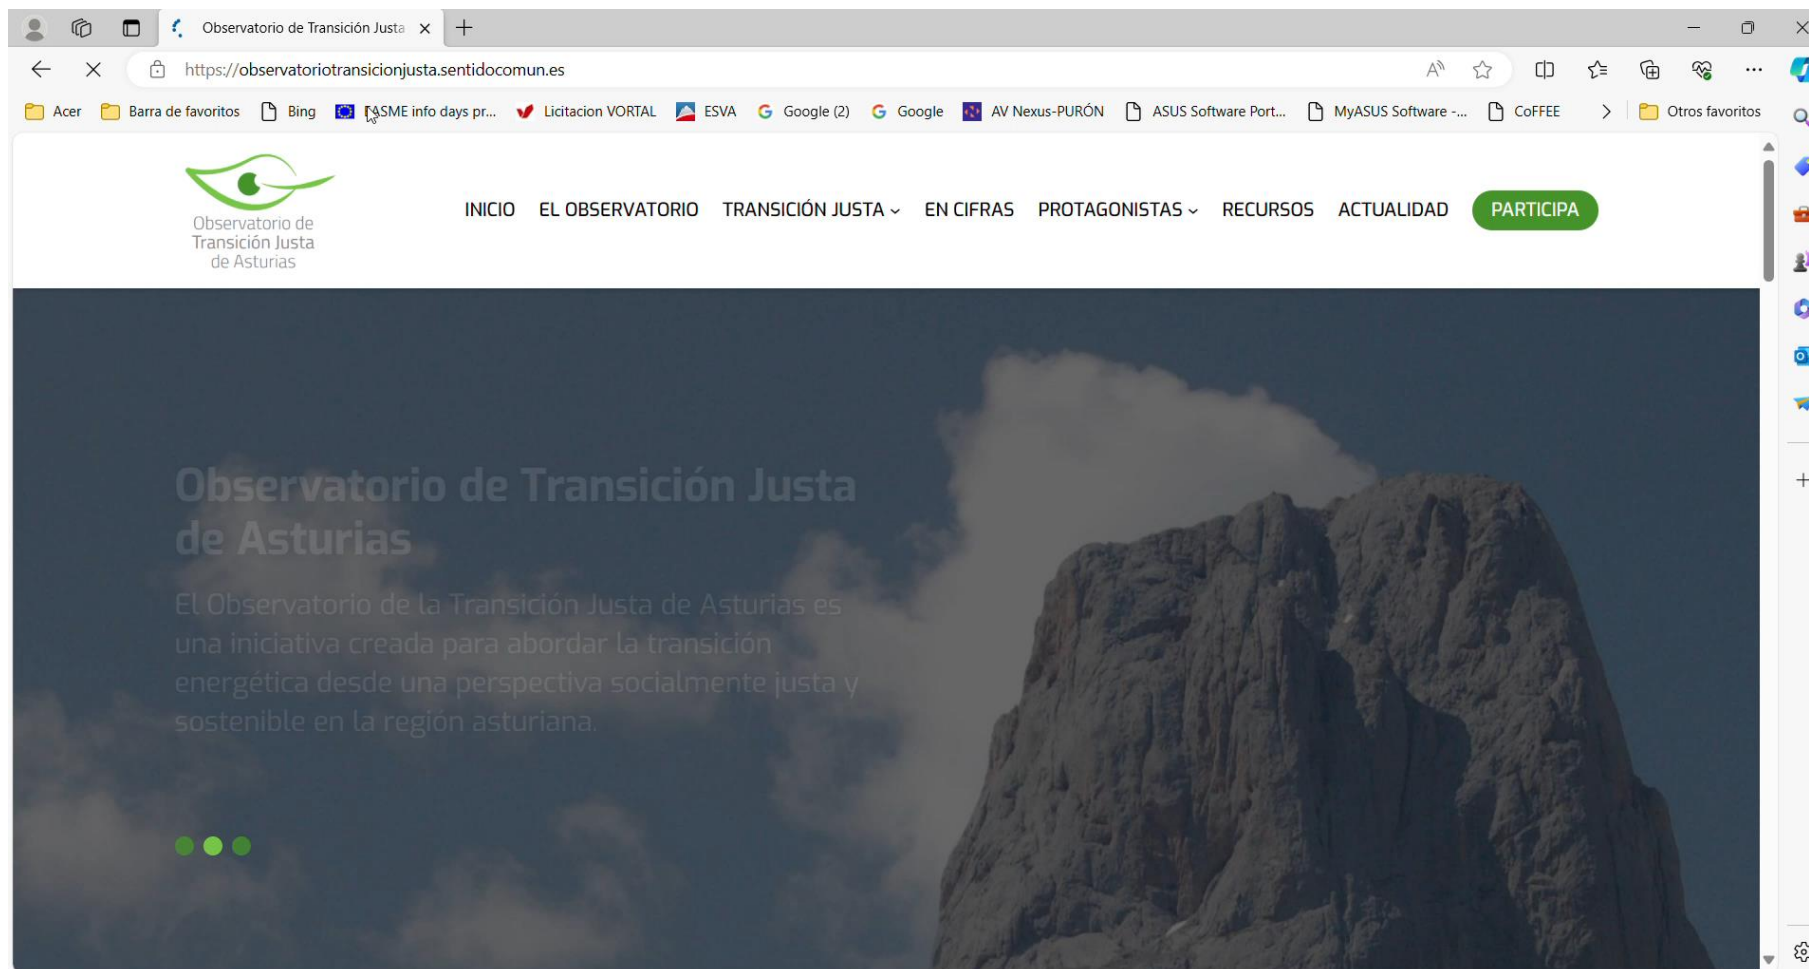 Observatorio de Transición Justa
https://observatoriotransicionjusta.sentidocomun.es
Acer Barra de favoritos Bing EASME info days pr... Licitacion VORTAL ESVA Google (2) Google AV Nexus-PURÓN ASUS Software Port... MyASUS Software -... CoFFEE Otros favoritos
Observatorio de
Transición Justa
de Asturias
INICIO EL OBSERVATORIO TRANSICIÓN JUSTA EN CIFRAS PROTAGONISTAS RECURSOS ACTUALIDAD PARTICIPA
Observatorio de Transición Justa
de Asturias
El Observatorio de la Transición Justa de Asturias es
una iniciativa creada para abordar la transición
energética desde una perspectiva socialmente justa y
sostenible en la región asturiana.